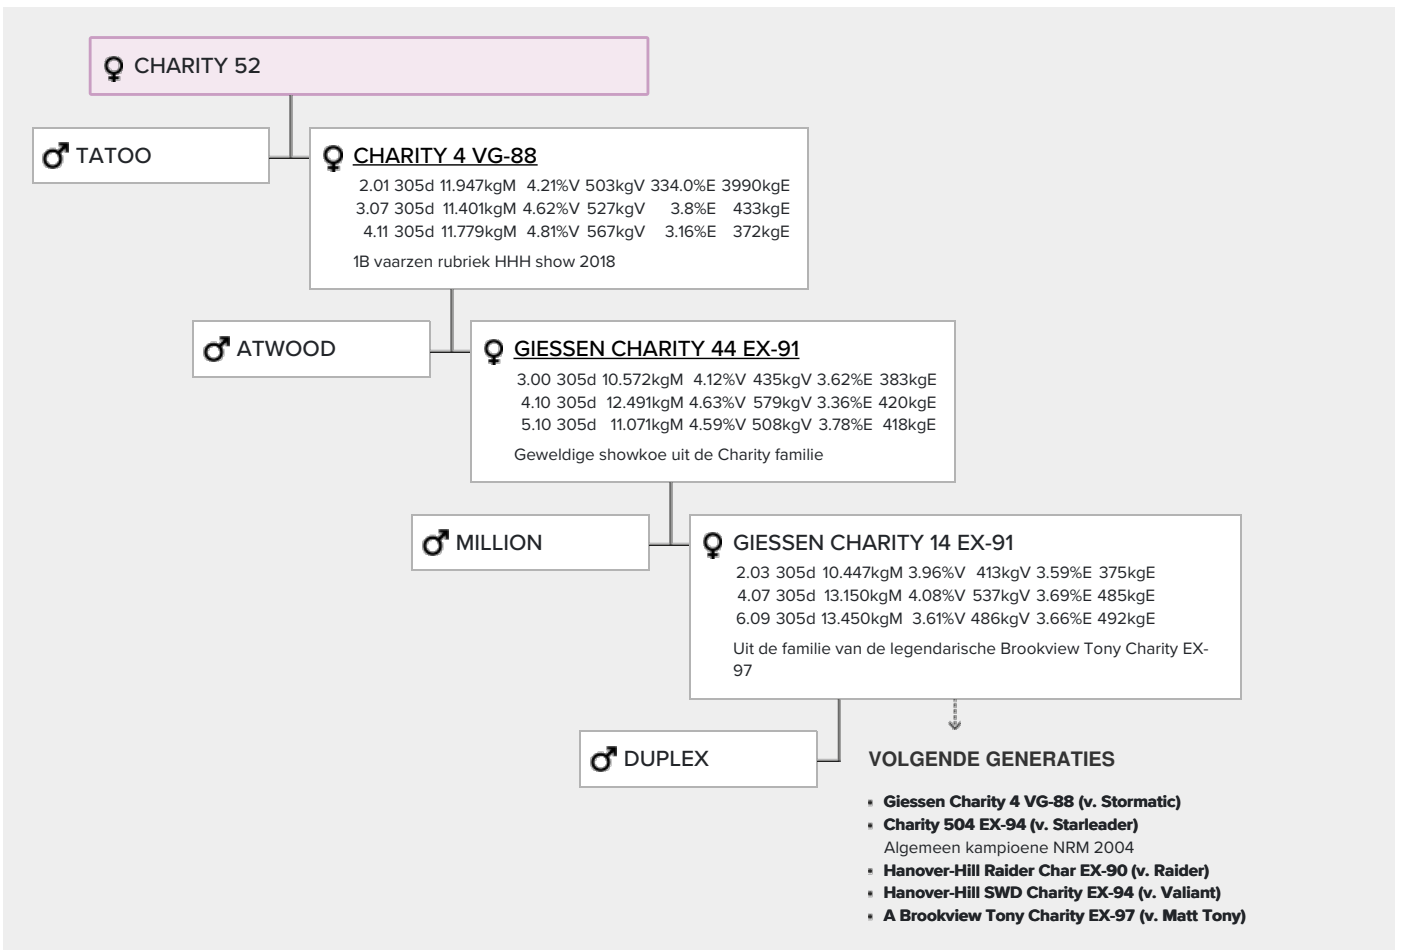 CHARITY 52
TATOO
CHARITY 4 VG-88
2.01 305d 11.947kgM 4.21%V 503kgV 334.0%E 3990kgE
3.07 305d 11.401kgM 4.62%V 527kgV 3.8%E 433kgE
4.11 305d 11.779kgM 4.81%V 567kgV 3.16%E 372kgE
1B vaarzen rubriek HHH show 2018
ATWOOD
GIESSEN CHARITY 44 EX-91
3.00 305d 10.572kgM 4.12%V 435kgV 3.62%E 383kgE
4.10 305d 12.491kgM 4.63%V 579kgV 3.36%E 420kgE
5.10 305d 11.071kgM 4.59%V 508kgV 3.78%E 418kgE
Geweldige showkoe uit de Charity familie
MILLION
GIESSEN CHARITY 14 EX-91
2.03 305d 10.447kgM 3.96%V 413kgV 3.59%E 375kgE
4.07 305d 13.150kgM 4.08%V 537kgV 3.69%E 485kgE
6.09 305d 13.450kgM 3.61%V 486kgV 3.66%E 492kgE
Uit de familie van de legendarische Brookview Tony Charity EX-
97
DUPLEX
VOLGENDE GENERATIES
Giessen Charity 4 VG-88 (v. Stormatic)
Charity 504 EX-94 (v. Starleader)
Algemeen kampioene NRM 2004
Hanover-Hill Raider Char EX-90 (v. Raider)
Hanover-Hill SWD Charity EX-94 (v. Valiant)
A Brookview Tony Charity EX-97 (v. Matt Tony)